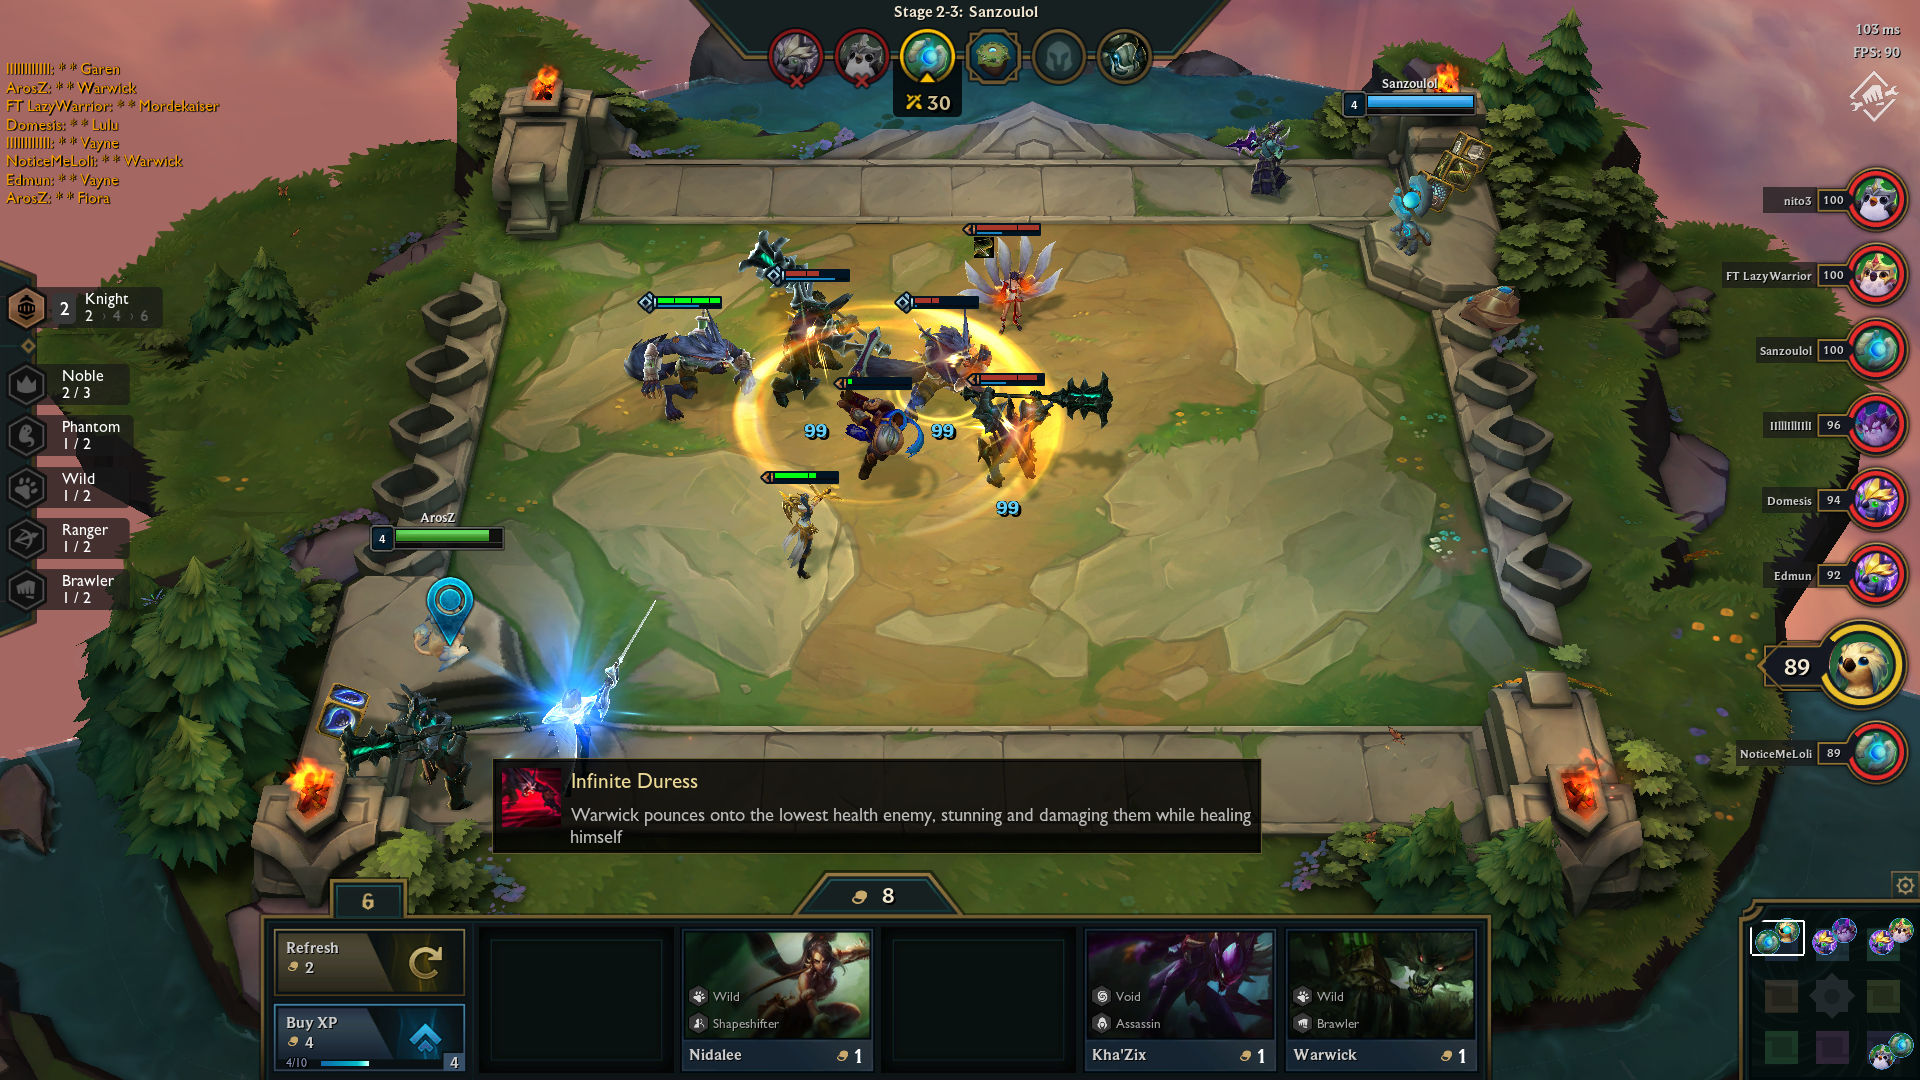 Stage 2-3: Sanzoulol
103 ms
FPS: 90
30
IIIIIIIIIIII: * * Garen
ArosZ: * * Warwick
FT LazyWarrior: * * Mordekaiser
Domesis: * * Lulu
IIIIIIIIIIII: * * Vayne
NoticeMeLoli: * * Warwick
Edmun: * * Vayne
ArosZ: * * Fiora
Sanzoulol
4
nito3 100
FT LazyWarrior 100
Sanzoulol 100
96
Domesis 94
Edmun 92
89
NoticeMeLoli 89
2
Knight
2 › 4 › 6
Noble
2 / 3
Phantom
1 / 2
Wild
1 / 2
Ranger
1 / 2
Brawler
1 / 2
99
99
99
ArosZ
4
Infinite Duress
Warwick pounces onto the lowest health enemy, stunning and damaging them while healing
himself
6
8
Refresh
2
Buy XP
4
4/10
4
Wild
Shapeshifter
Nidalee 1
Void
Assassin
Kha'Zix 1
Wild
Brawler
Warwick 1